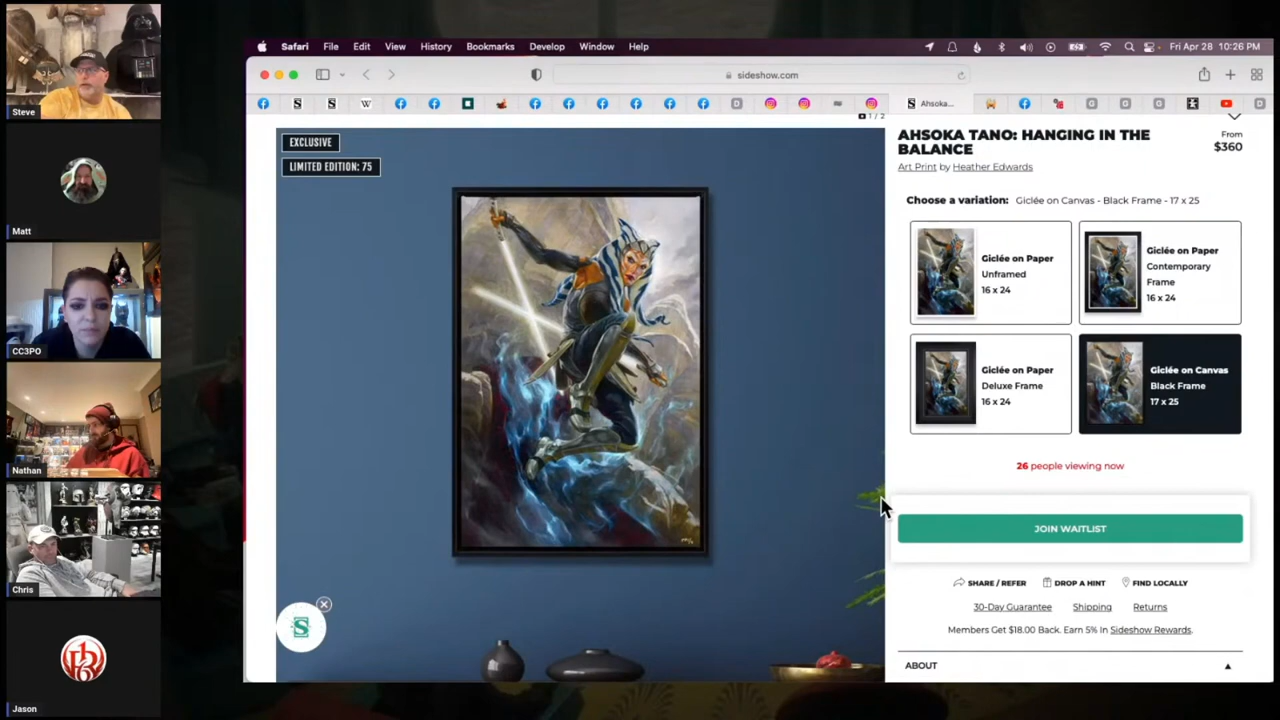 Steve
Matt
CC3PO
Nathan
Chris
Jason
Safari File Edit View History Bookmarks Develop Window Help
Fri Apr 28 10:26 PM
sideshow.com
Ahsoka...
1 / 2
EXCLUSIVE
LIMITED EDITION: 75
AHSOKA TANO: HANGING IN THE
BALANCE
From
$360
Art Print by Heather Edwards
Choose a variation: Giclée on Canvas - Black Frame - 17 x 25
Giclée on Paper
Unframed
16 x 24
Giclée on Paper
Contemporary
Frame
16 x 24
Giclée on Paper
Deluxe Frame
16 x 24
Giclée on Canvas
Black Frame
17 x 25
26 people viewing now
JOIN WAITLIST
SHARE / REFER DROP A HINT FIND LOCALLY
30-Day Guarantee Shipping Returns
Members Get $18.00 Back. Earn 5% In Sideshow Rewards.
ABOUT